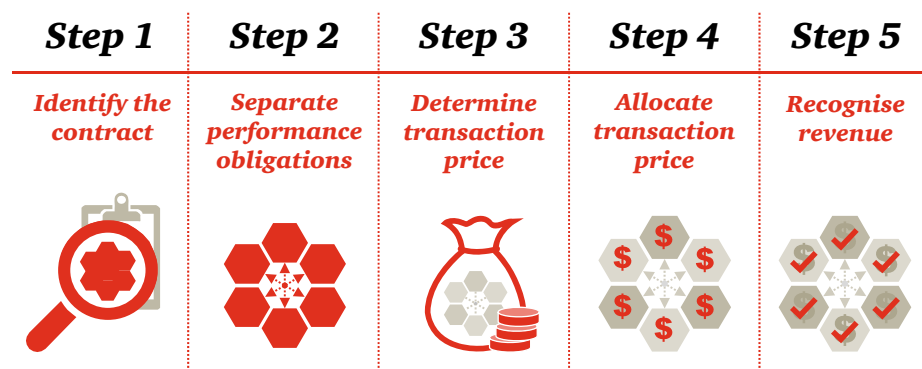 Step 1
Step 2
Step 3
Step 4
Step 5
Identify the
contract
Separate
performance
obligations
Determine
transaction
price
Allocate
transaction
price
Recognise
revenue
$
$
$
$
$
$
$
$
$
$
$
$